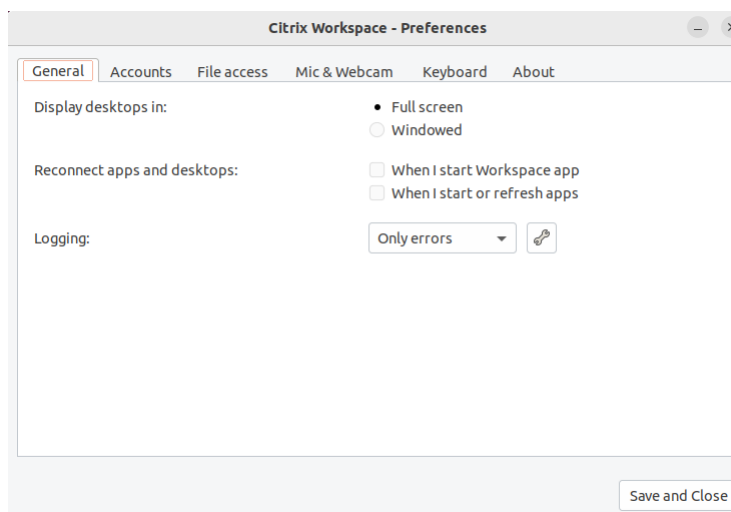 Citrix Workspace - Preferences
General Accounts File access Mic & Webcam Keyboard About
Display desktops in: Full screen
Windowed
Reconnect apps and desktops: When I start Workspace app
When I start or refresh apps
Logging: Only errors
Save and Close